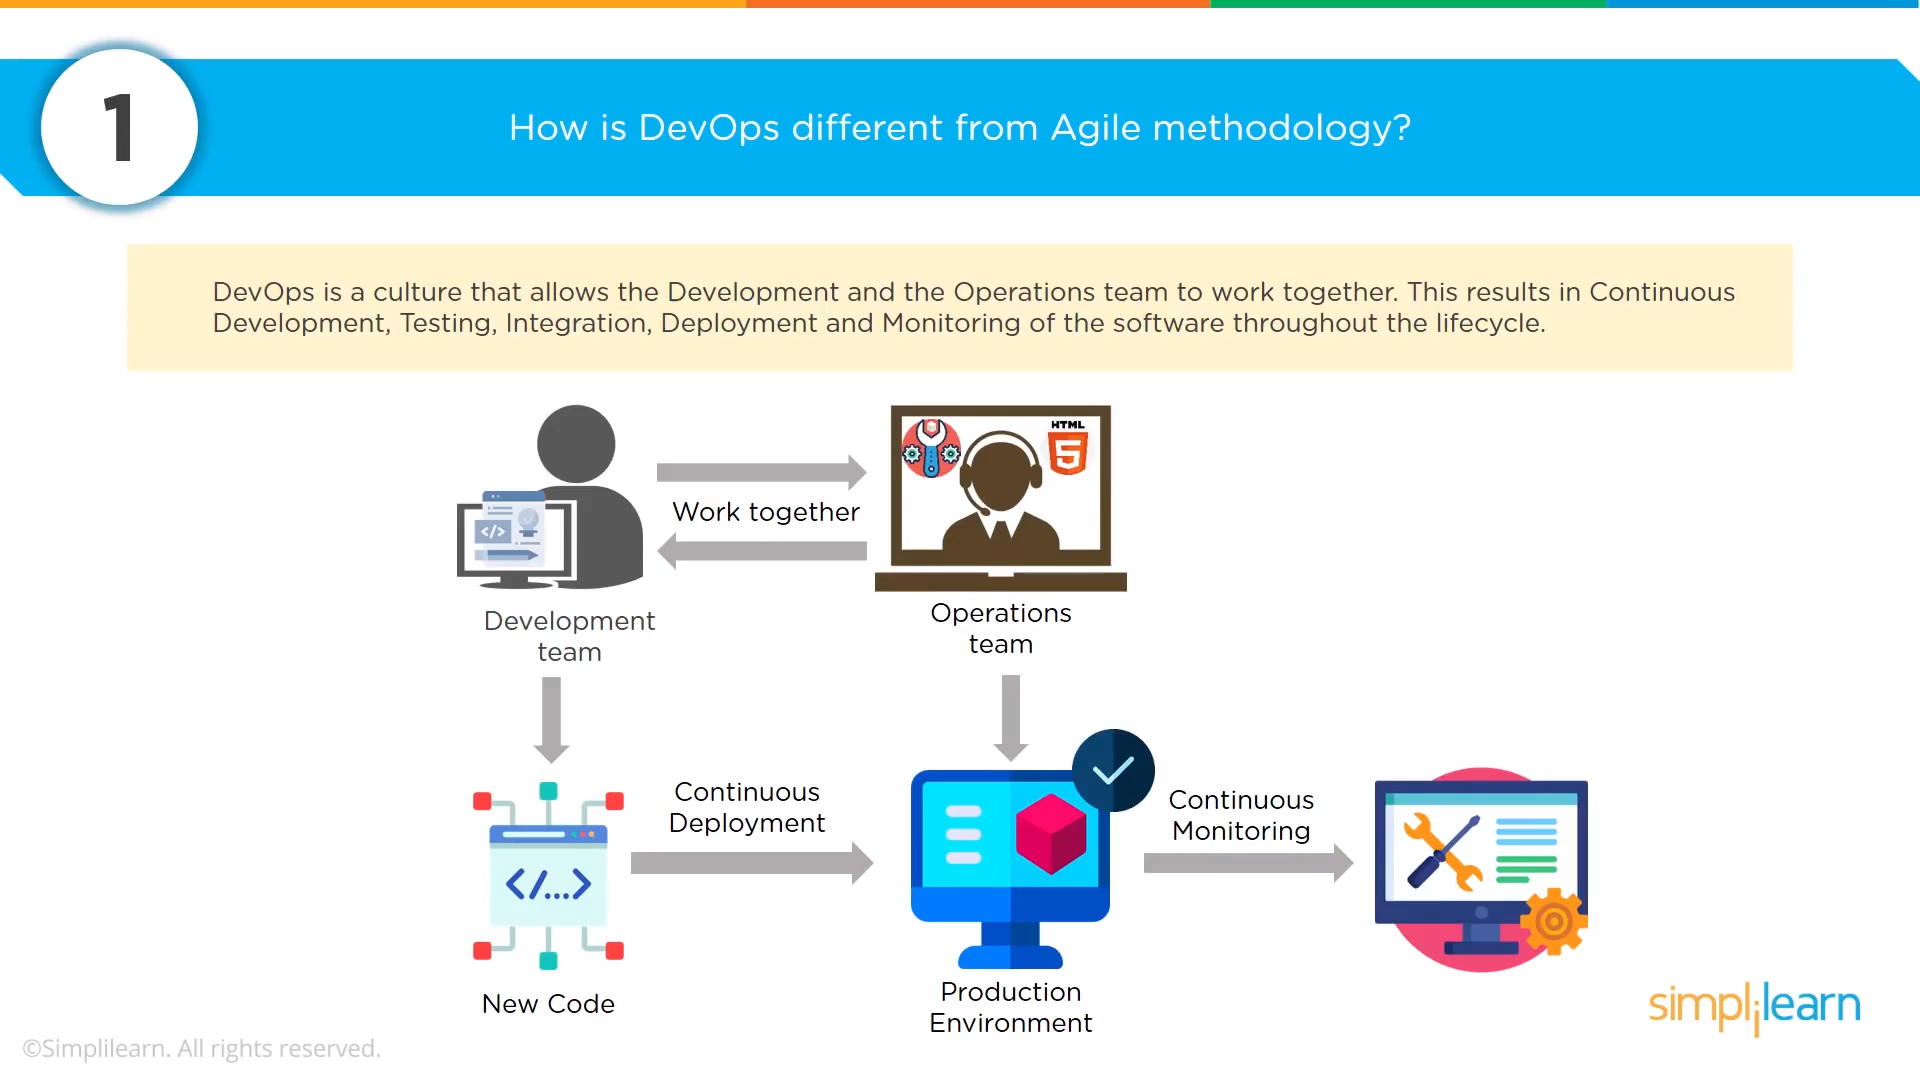 1
How is DevOps different from Agile methodology?
DevOps is a culture that allows the Development and the Operations team to work together. This results in Continuous
Development, Testing, Integration, Deployment and Monitoring of the software throughout the lifecycle.
HTML
5
Work together
</>
Development
team
Operations
team
Continuous
Deployment
Continuous
Monitoring
</...>
New Code
Production
Environment
simplilearn
©Simplilearn. All rights reserved.